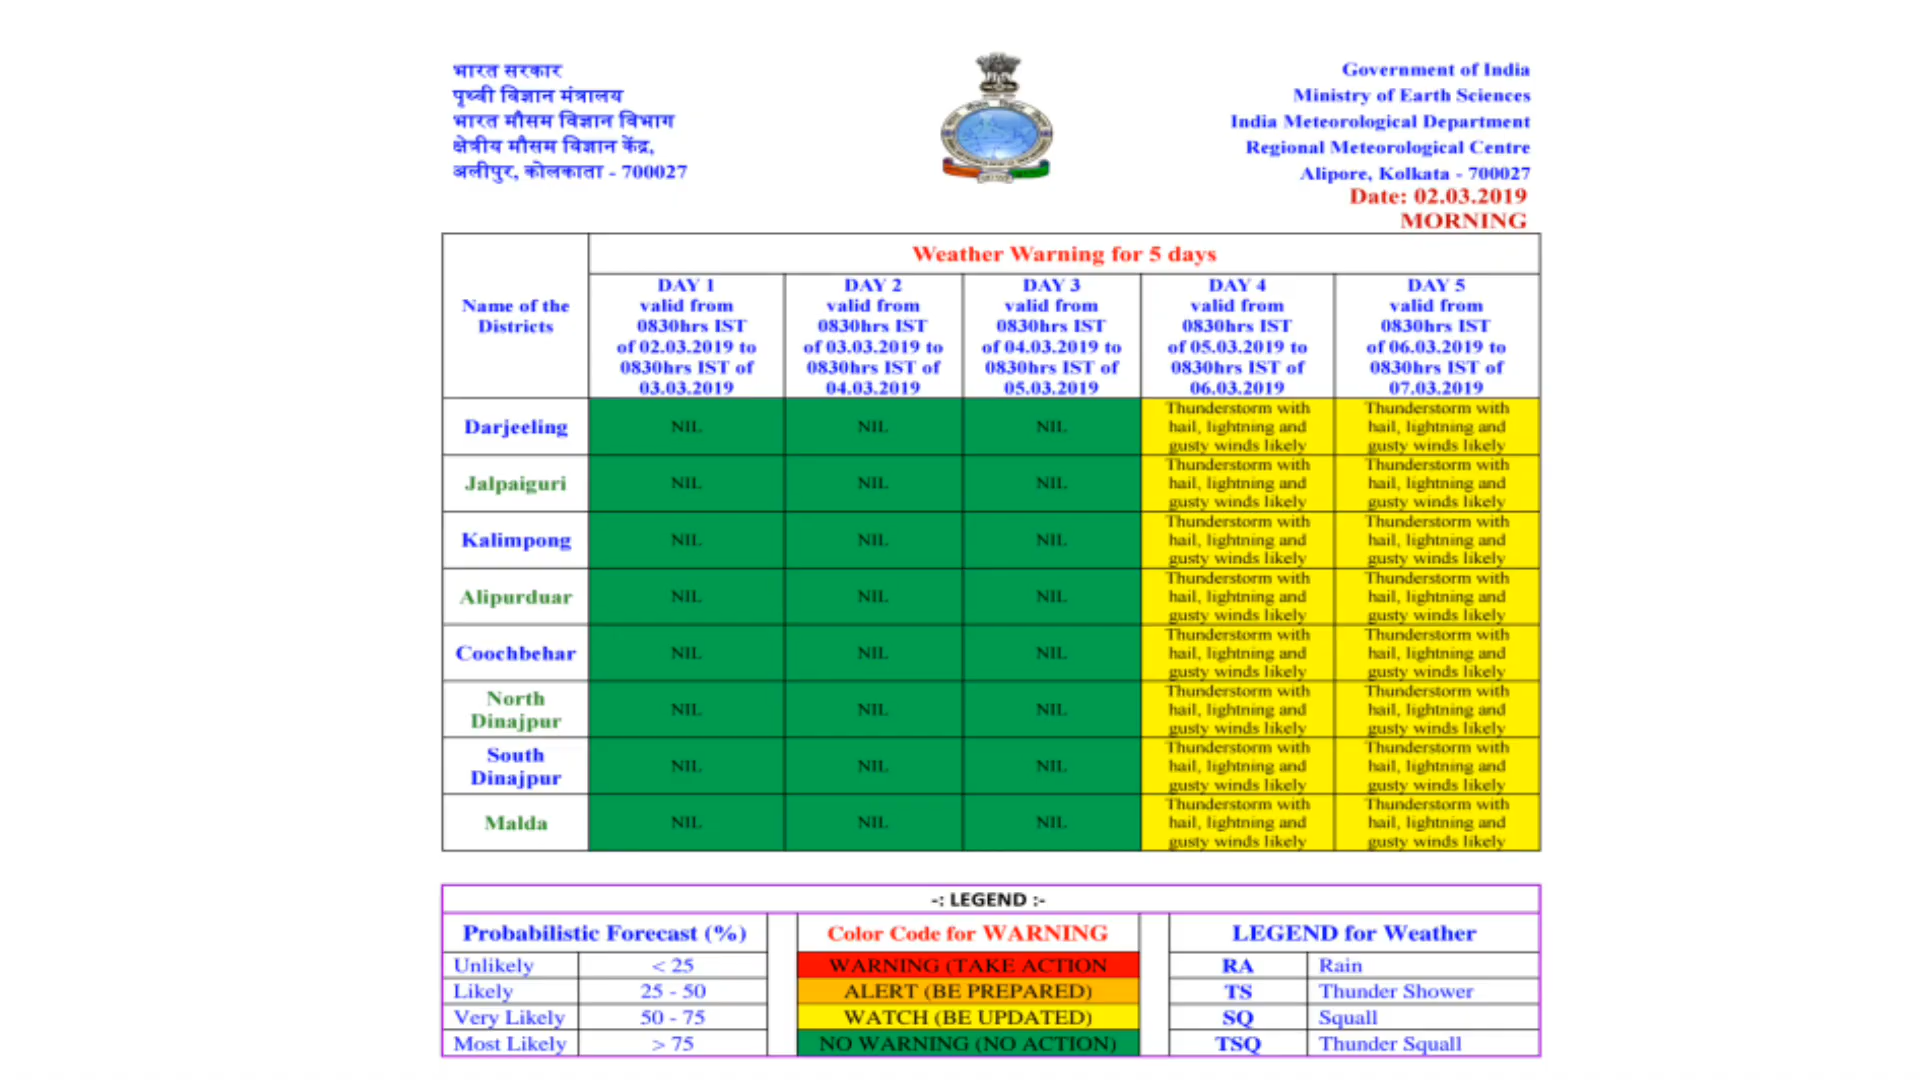 भारत सरकार
पृथ्वी विज्ञान मंत्रालय
भारत मौसम विज्ञान विभाग
क्षेत्रीय मौसम विज्ञान केंद्र,
अलीपुर, कोलकाता - 700027
Government of India
Ministry of Earth Sciences
India Meteorological Department
Regional Meteorological Centre
Alipore, Kolkata - 700027
Date: 02.03.2019
MORNING
Name of the
Districts
Weather Warning for 5 days
DAY 1
valid from
0830hrs IST
of 02.03.2019 to
0830hrs IST of
03.03.2019
DAY 2
valid from
0830hrs IST
of 03.03.2019 to
0830hrs IST of
04.03.2019
DAY 3
valid from
0830hrs IST
of 04.03.2019 to
0830hrs IST of
05.03.2019
DAY 4
valid from
0830hrs IST
of 05.03.2019 to
0830hrs IST of
06.03.2019
DAY 5
valid from
0830hrs IST
of 06.03.2019 to
0830hrs IST of
07.03.2019
Darjeeling
NIL
NIL
NIL
Thunderstorm with
hail, lightning and
gusty winds likely
Thunderstorm with
hail, lightning and
gusty winds likely
Jalpaiguri
NIL
NIL
NIL
Thunderstorm with
hail, lightning and
gusty winds likely
Thunderstorm with
hail, lightning and
gusty winds likely
Kalimpong
NIL
NIL
NIL
Thunderstorm with
hail, lightning and
gusty winds likely
Thunderstorm with
hail, lightning and
gusty winds likely
Alipurduar
NIL
NIL
NIL
Thunderstorm with
hail, lightning and
gusty winds likely
Thunderstorm with
hail, lightning and
gusty winds likely
Coochbehar
NIL
NIL
NIL
Thunderstorm with
hail, lightning and
gusty winds likely
Thunderstorm with
hail, lightning and
gusty winds likely
North
Dinajpur
NIL
NIL
NIL
Thunderstorm with
hail, lightning and
gusty winds likely
Thunderstorm with
hail, lightning and
gusty winds likely
South
Dinajpur
NIL
NIL
NIL
Thunderstorm with
hail, lightning and
gusty winds likely
Thunderstorm with
hail, lightning and
gusty winds likely
Malda
NIL
NIL
NIL
Thunderstorm with
hail, lightning and
gusty winds likely
Thunderstorm with
hail, lightning and
gusty winds likely
-: LEGEND :-
Probabilistic Forecast (%)
Unlikely < 25
Likely 25 - 50
Very Likely 50 - 75
Most Likely > 75
Color Code for WARNING
WARNING (TAKE ACTION
ALERT (BE PREPARED)
WATCH (BE UPDATED)
NO WARNING (NO ACTION)
LEGEND for Weather
RA Rain
TS Thunder Shower
SQ Squall
TSQ Thunder Squall